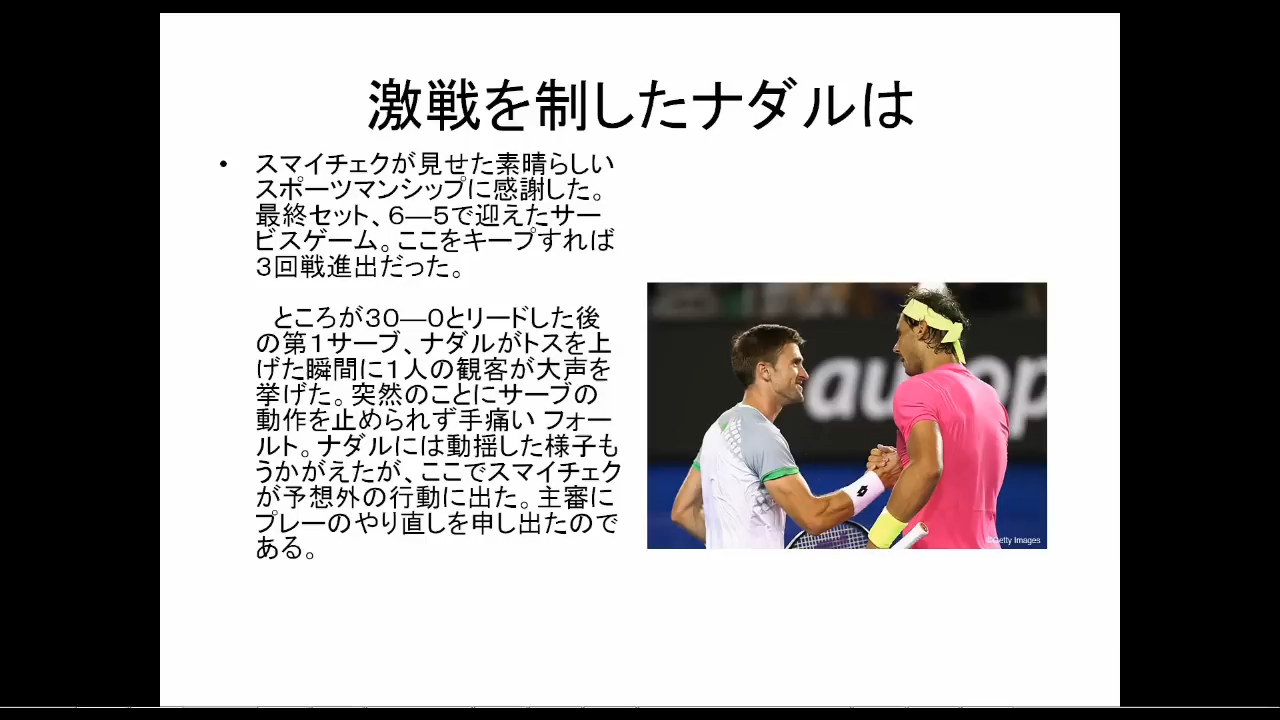 激戦を制したナダルは
• スマイチェクが見せた素晴らしい
スポーツマンシップに感謝した。
最終セット、6―5で迎えたサー
ビスゲーム。ここをキープすれば
3回戦進出だった。
ところが30―0とリードした後
の第1サーブ、ナダルがトスを上
げた瞬間に1人の観客が大声を
挙げた。突然のことにサーブの
動作を止められず手痛い フォー
ルト。ナダルには動揺した様子も
うかがえたが、ここでスマイチェク
が予想外の行動に出た。主審に
プレーのやり直しを申し出たので
ある。
©Getty Images